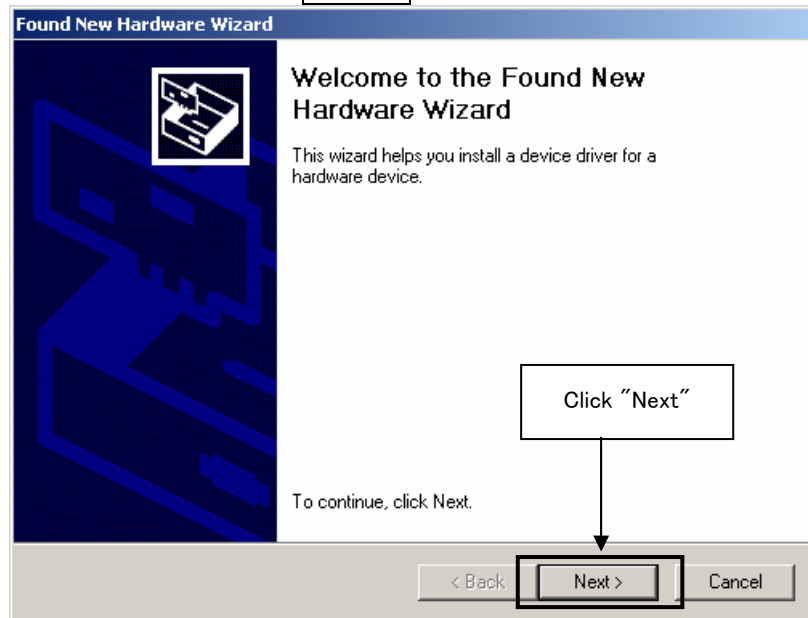 Found New Hardware Wizard
Welcome to the Found New
Hardware Wizard
This wizard helps you install a device driver for a
hardware device.
Click "Next"
To continue, click Next.
< Back
Next >
Cancel